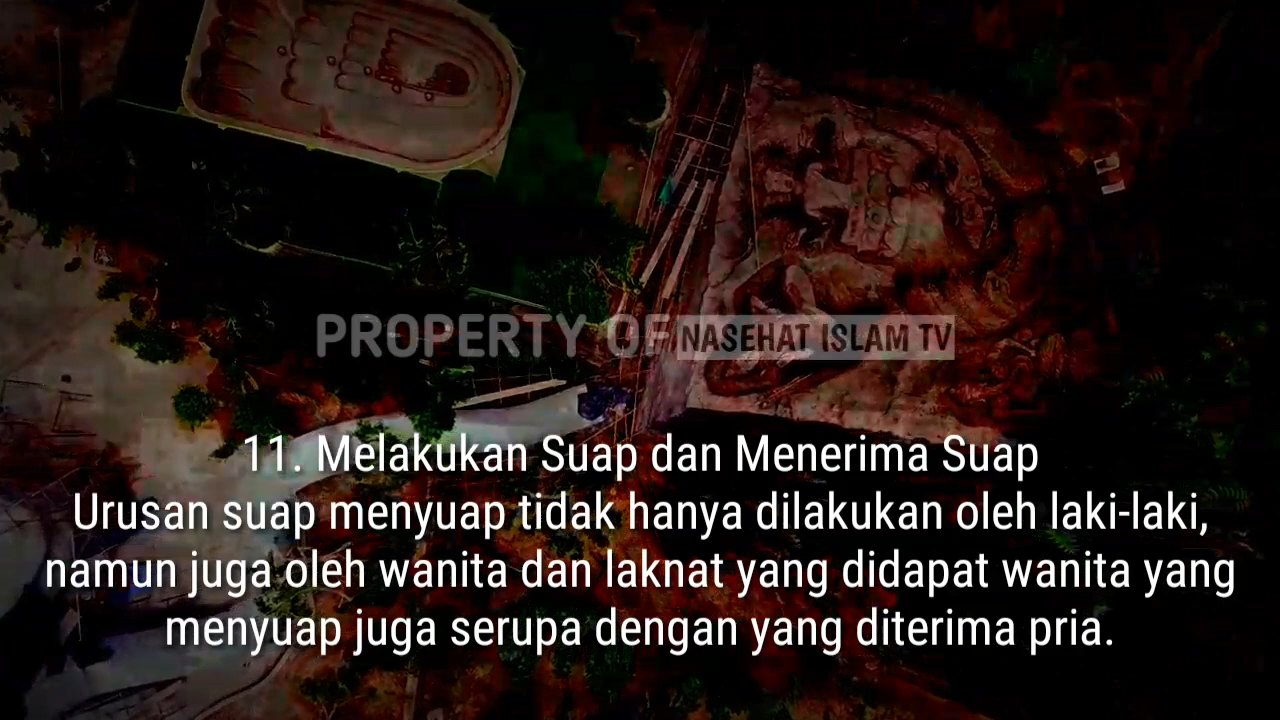 PROPERTY OF NASEHAT ISLAM TV
11. Melakukan Suap dan Menerima Suap
Urusan suap menyuap tidak hanya dilakukan oleh laki-laki,
namun juga oleh wanita dan laknat yang didapat wanita yang
menyuap juga serupa dengan yang diterima pria.